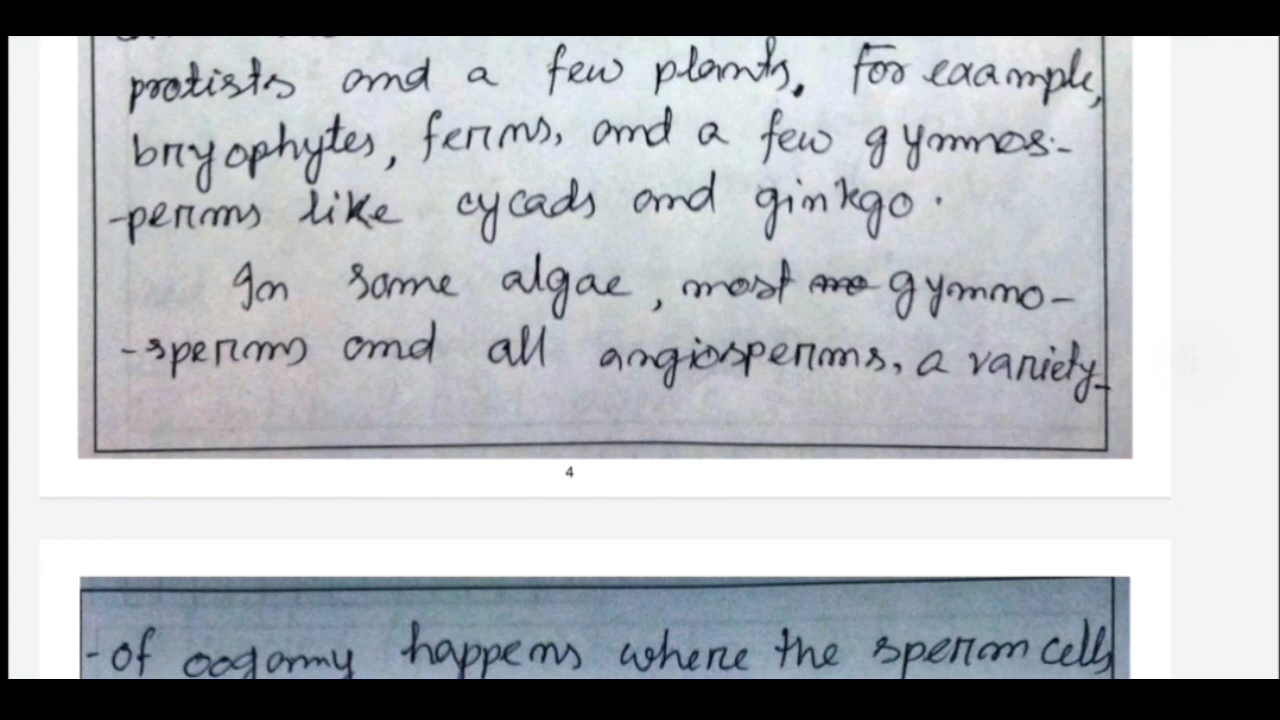 protists and a few plants. For example,
bryophytes, ferns, and a few gymnos-
-perms like cycads and ginkgo.
In some algae, most gymno-
-sperms and all angiosperms, a variety-
4
-of oogamy happens where the sperm cells